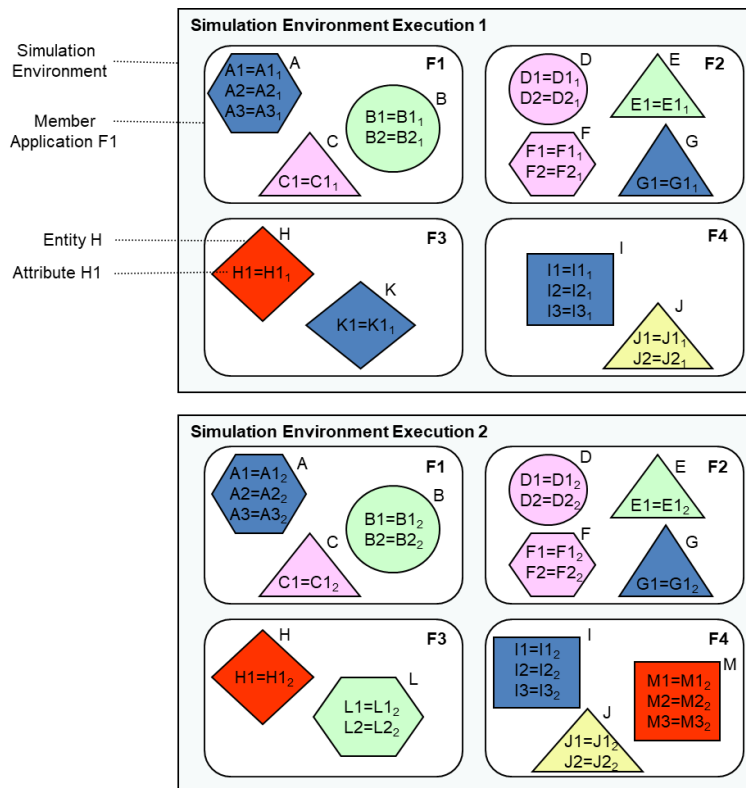 Simulation Environment Execution 1
Simulation
Environment
Member
Application F1
Entity H
Attribute H1
F1
A
A1=A1₁
A2=A2₁
A3=A3₁
B
B1=B1₁
B2=B2₁
C
C1=C1₁
F2
D
D1=D1₁
D2=D2₁
E
E1=E1₁
F
F1=F1₁
F2=F2₁
G
G1=G1₁
F3
H
H1=H1₁
K
K1=K1₁
F4
I
I1=I1₁
I2=I2₁
I3=I3₁
J
J1=J1₁
J2=J2₁
Simulation Environment Execution 2
F1
A
A1=A1₂
A2=A2₂
A3=A3₂
B
B1=B1₂
B2=B2₂
C
C1=C1₂
F2
D
D1=D1₂
D2=D2₂
E
E1=E1₂
F
F1=F1₂
F2=F2₂
G
G1=G1₂
F3
H
H1=H1₂
L
L1=L1₂
L2=L2₂
F4
I
I1=I1₂
I2=I2₂
I3=I3₂
J
J1=J1₂
J2=J2₂
M
M1=M1₂
M2=M2₂
M3=M3₂